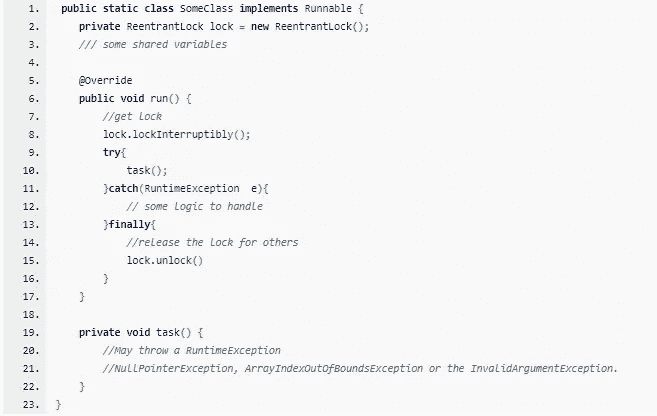 1. public static class SomeClass implements Runnable {
2. private ReentrantLock lock = new ReentrantLock();
3. /// some shared variables
4.
5. @Override
6. public void run() {
7. //get lock
8. lock.lockInterruptibly();
9. try{
10. task();
11. }catch(RuntimeException e){
12. // some logic to handle
13. }finally{
14. //release the lock for others
15. lock.unlock()
16. }
17. }
18.
19. private void task() {
20. //May throw a RuntimeException
21. //NullPointerException, ArrayIndexOutOfBoundsException or the InvalidArgumentException.
22. }
23. }